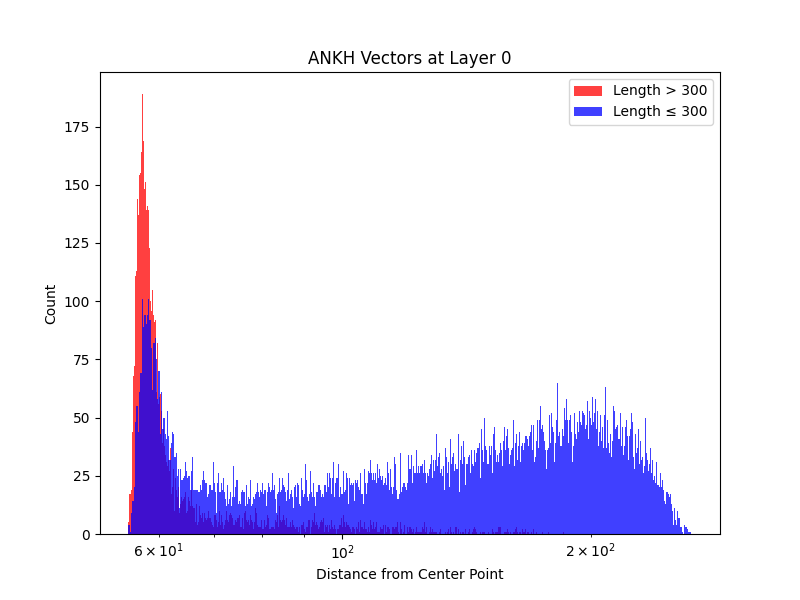 ANKH Vectors at Layer 0
Length > 300
Length ≤ 300
175
150
125
100
75
50
25
0
Count
6 × 10¹
10²
2 × 10²
Distance from Center Point